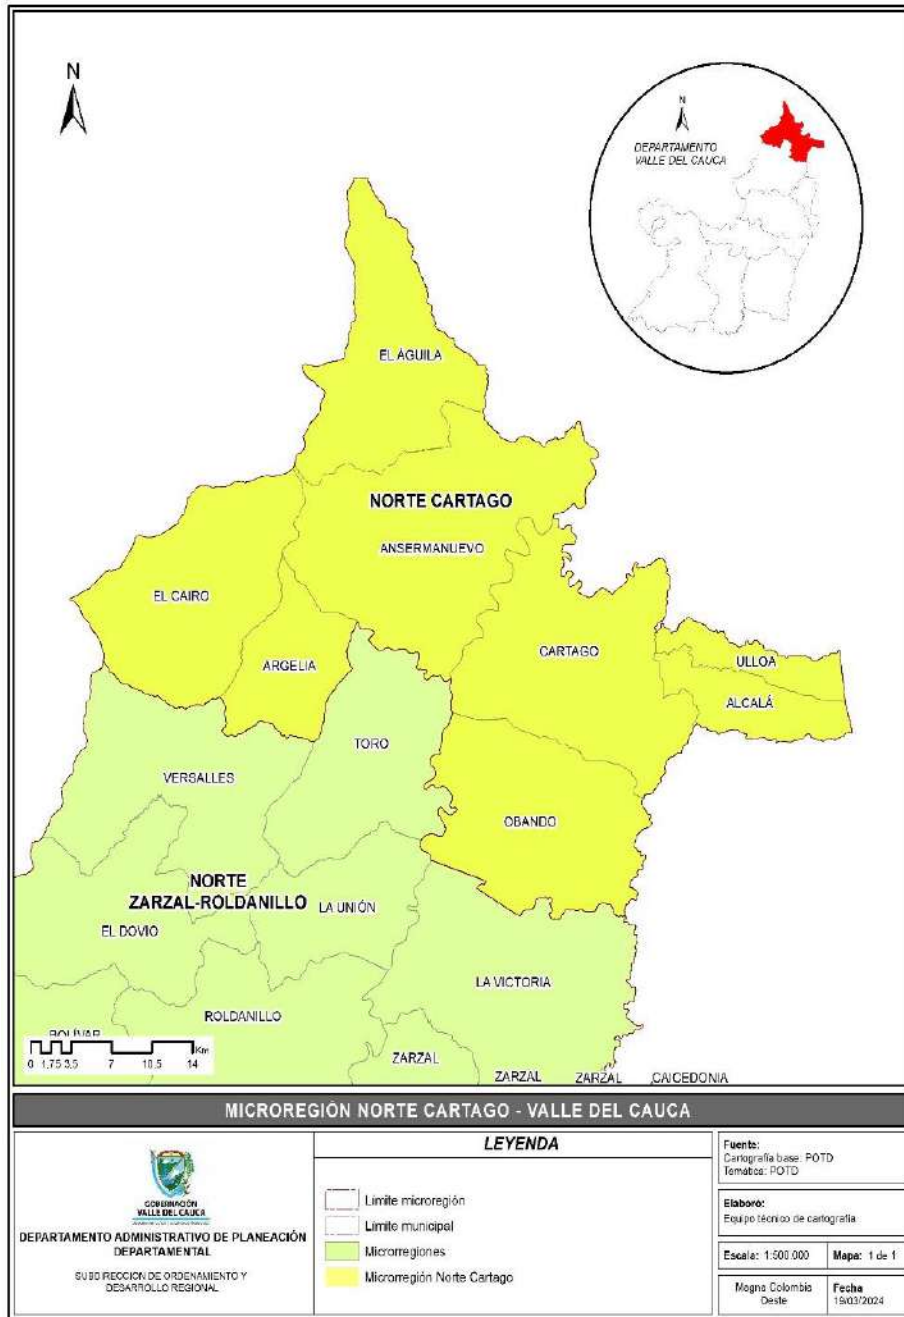 N
N
DEPARTAMENTO
VALLE DEL CAUCA
EL ÁGUILA
NORTE CARTAGO
ANSERMANUEVO
EL CAIRO
CARTAGO
ULLOA
ARGELIA
ALCALÁ
TORO
VERSALLES
OBANDO
NORTE
ZARZAL-ROLDANILLO
LA UNIÓN
EL DOVIO
LA VICTORIA
ROLDANILLO
BOLÍVAR
ZARZAL
ZARZAL
ZARZAL
CAICEDONIA
0 1,75 3,5 7 10,5 14
Km
MICROREGIÓN NORTE CARTAGO - VALLE DEL CAUCA
GOBERNACIÓN
VALLE DEL CAUCA
DEPARTAMENTO ADMINISTRATIVO DE PLANEACIÓN
DEPARTAMENTAL
SUBDIRECCIÓN DE ORDENAMIENTO Y
DESARROLLO REGIONAL
LEYENDA
Límite microregión
Límite municipal
Microrregiones
Microrregión Norte Cartago
Fuente:
Cartografía base: POTD
Temática: POTD
Elaboró:
Equipo técnico de cartografía
Escala: 1:500.000
Mapa: 1 de 1
Magna Colombia
Oeste
Fecha
19/03/2024